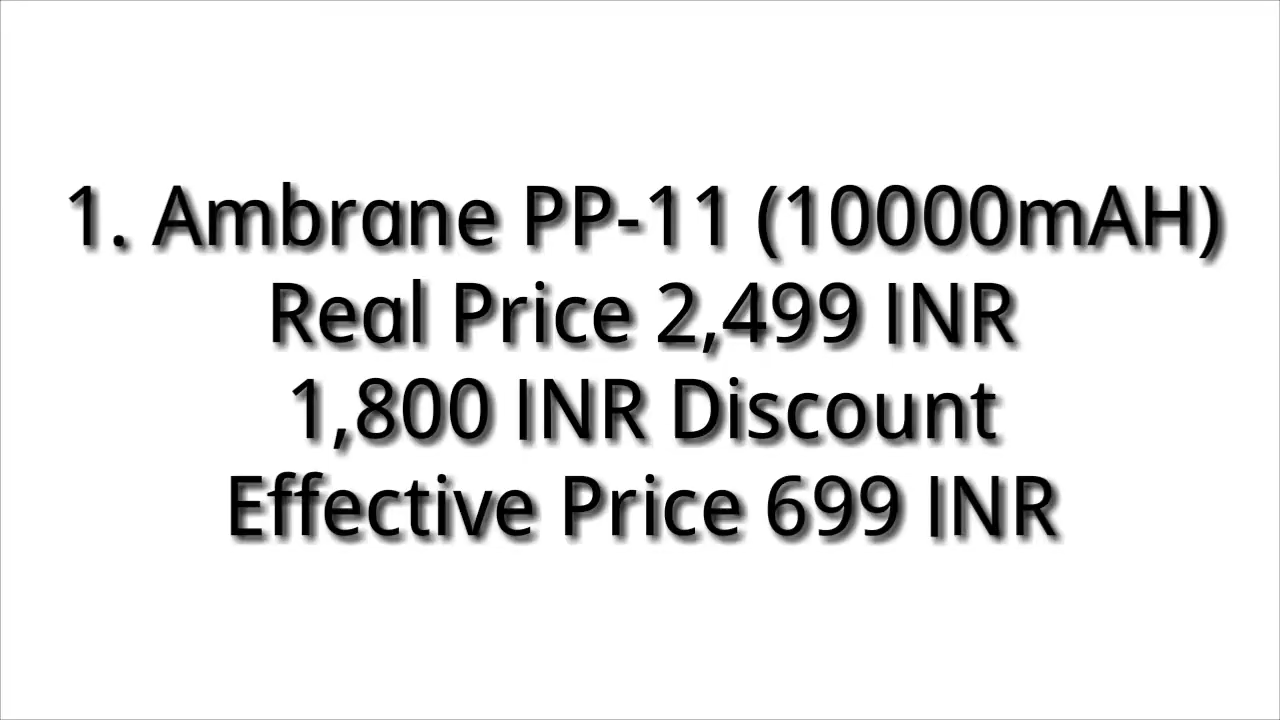 1. Ambrane PP-11 (10000mAH)
Real Price 2,499 INR
1,800 INR Discount
Effective Price 699 INR